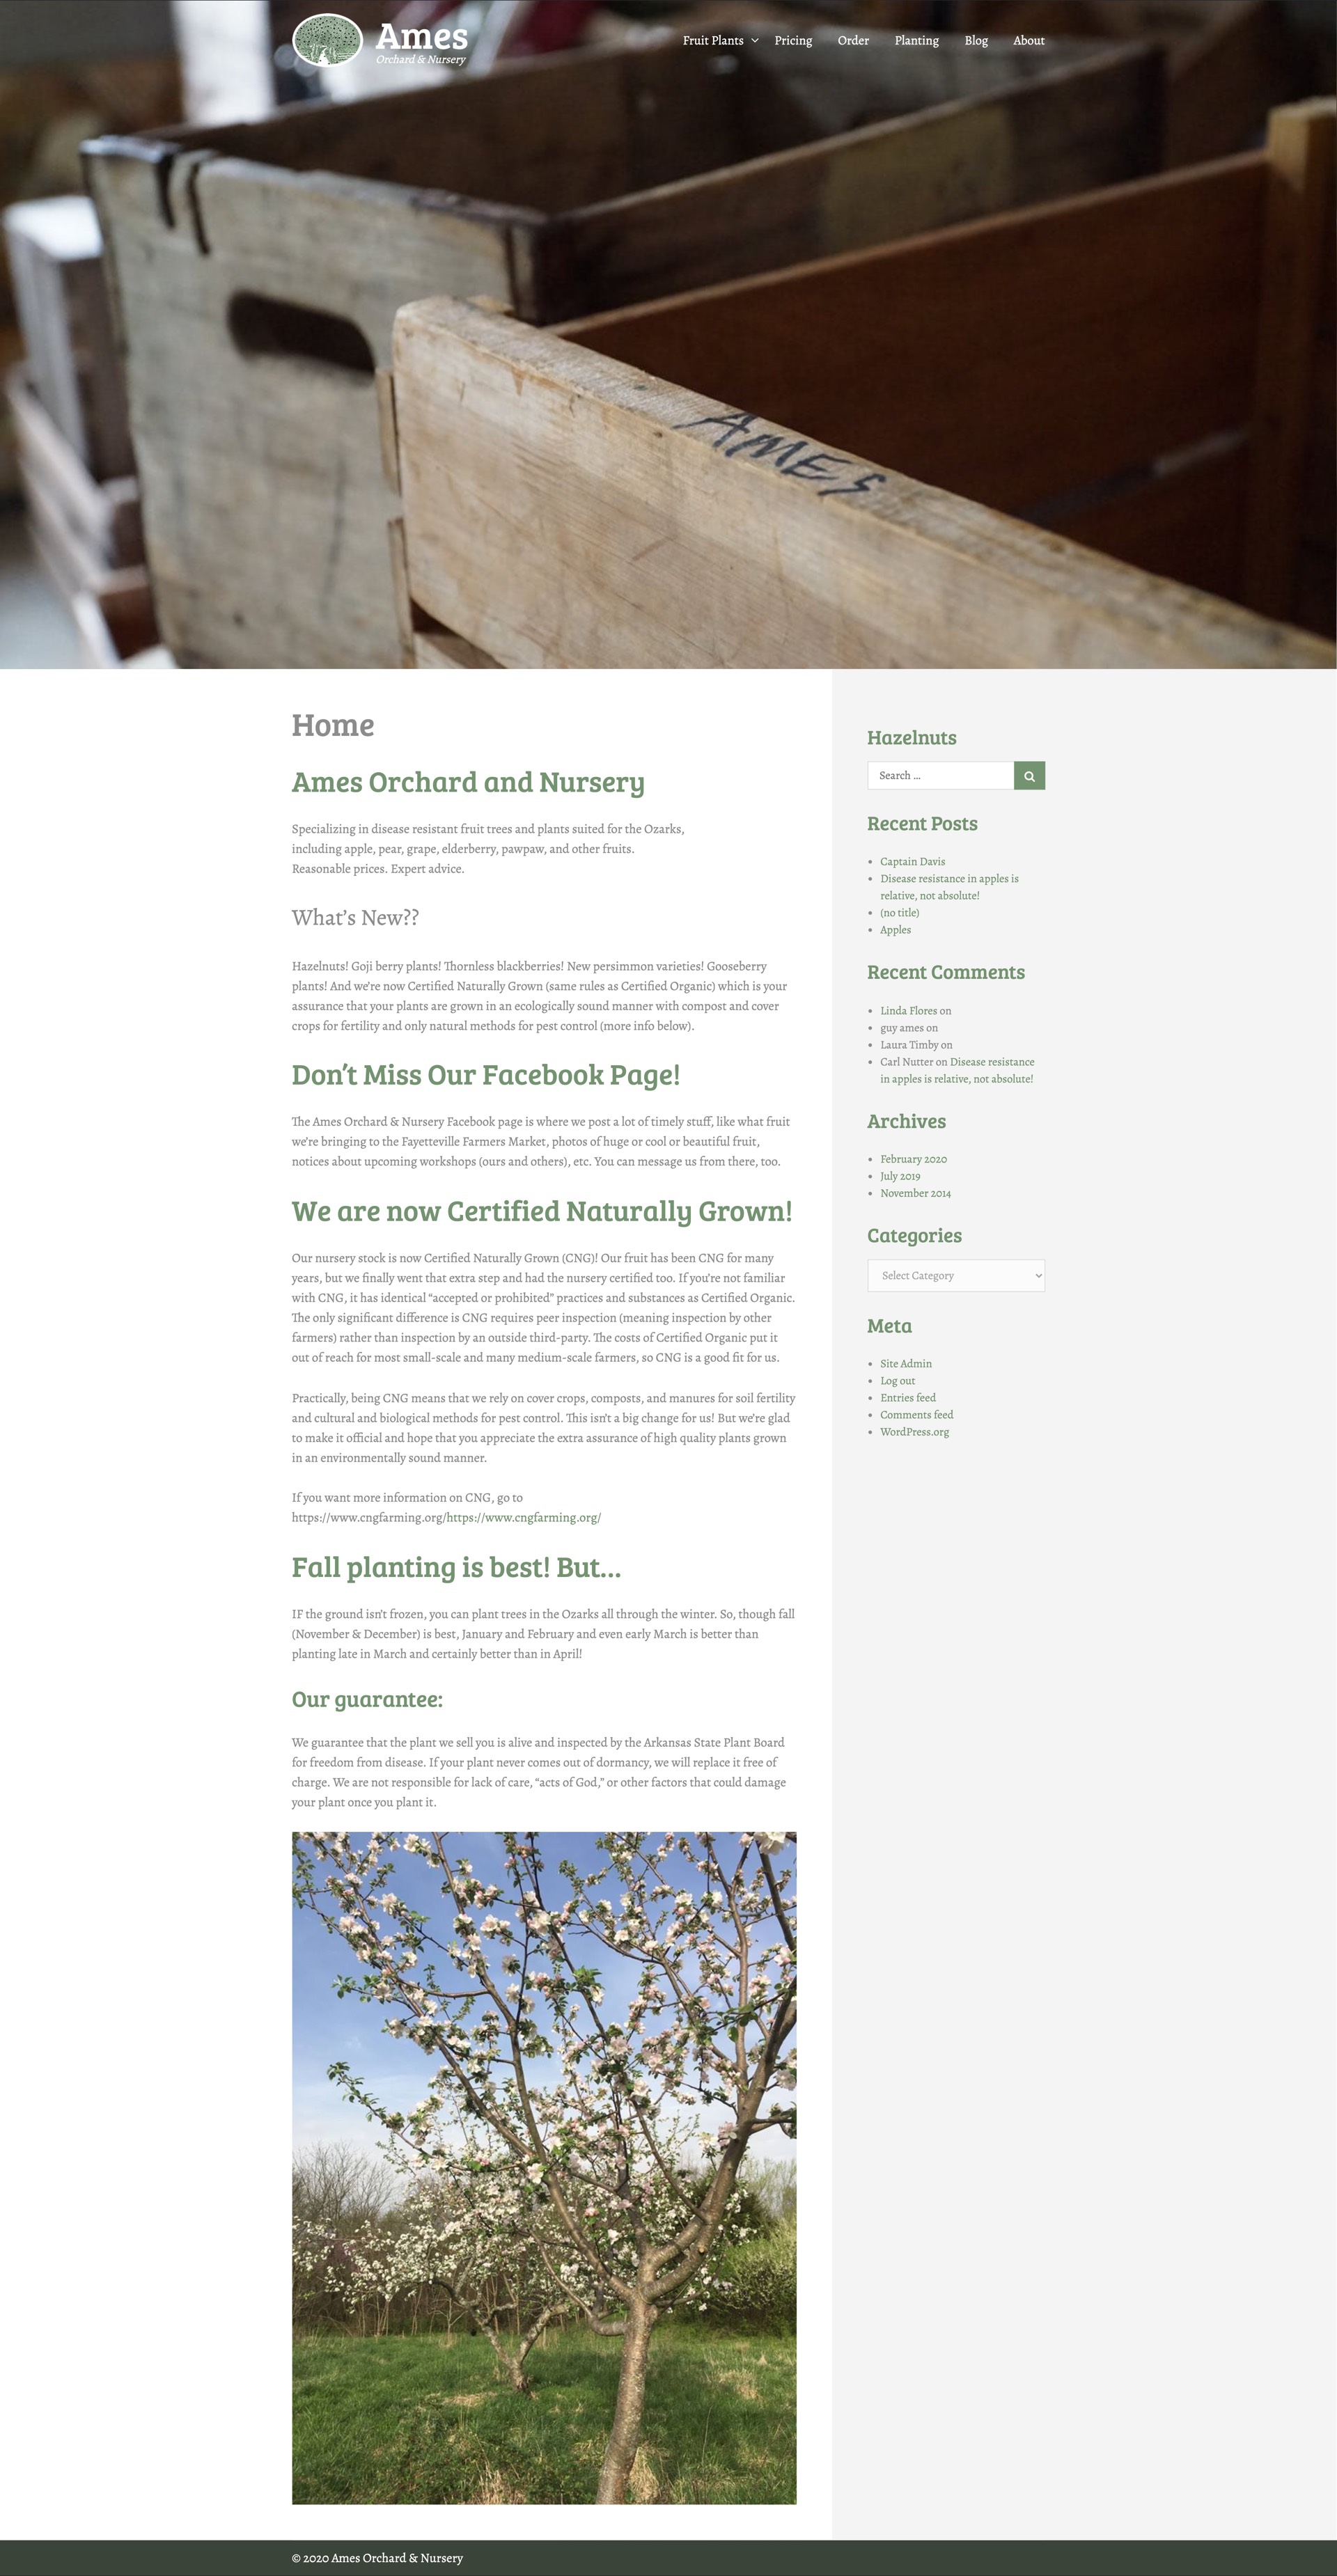 Ames
Orchard & Nursery
Fruit Plants
Pricing
Order
Planting
Blog
About
AMES
Home
Ames Orchard and Nursery
Specializing in disease resistant fruit trees and plants suited for the Ozarks,
including apple, pear, grape, elderberry, pawpaw, and other fruits.
Reasonable prices. Expert advice.
What’s New??
Hazelnuts! Goji berry plants! Thornless blackberries! New persimmon varieties! Gooseberry
plants! And we’re now Certified Naturally Grown (same rules as Certified Organic) which is your
assurance that your plants are grown in an ecologically sound manner with compost and cover
crops for fertility and only natural methods for pest control (more info below).
Don’t Miss Our Facebook Page!
The Ames Orchard & Nursery Facebook page is where we post a lot of timely stuff, like what fruit
we’re bringing to the Fayetteville Farmers Market, photos of huge or cool or beautiful fruit,
notices about upcoming workshops (ours and others), etc. You can message us from there, too.
We are now Certified Naturally Grown!
Our nursery stock is now Certified Naturally Grown (CNG)! Our fruit has been CNG for many
years, but we finally went that extra step and had the nursery certified too. If you’re not familiar
with CNG, it has identical “accepted or prohibited” practices and substances as Certified Organic.
The only significant difference is CNG requires peer inspection (meaning inspection by other
farmers) rather than inspection by an outside third-party. The costs of Certified Organic put it
out of reach for most small-scale and many medium-scale farmers, so CNG is a good fit for us.
Practically, being CNG means that we rely on cover crops, composts, and manures for soil fertility
and cultural and biological methods for pest control. This isn’t a big change for us! But we’re glad
to make it official and hope that you appreciate the extra assurance of high quality plants grown
in an environmentally sound manner.
If you want more information on CNG, go to
https://www.cngfarming.org/https://www.cngfarming.org/
Fall planting is best! But…
IF the ground isn’t frozen, you can plant trees in the Ozarks all through the winter. So, though fall
(November & December) is best, January and February and even early March is better than
planting late in March and certainly better than in April!
Our guarantee:
We guarantee that the plant we sell you is alive and inspected by the Arkansas State Plant Board
for freedom from disease. If your plant never comes out of dormancy, we will replace it free of
charge. We are not responsible for lack of care, “acts of God,” or other factors that could damage
your plant once you plant it.
Hazelnuts
Search …
Recent Posts
Captain Davis
Disease resistance in apples is
relative, not absolute!
(no title)
Apples
Recent Comments
Linda Flores on
guy ames on
Laura Timby on
Carl Nutter on Disease resistance
in apples is relative, not absolute!
Archives
February 2020
July 2019
November 2014
Categories
Select Category
Meta
Site Admin
Log out
Entries feed
Comments feed
WordPress.org
© 2020 Ames Orchard & Nursery